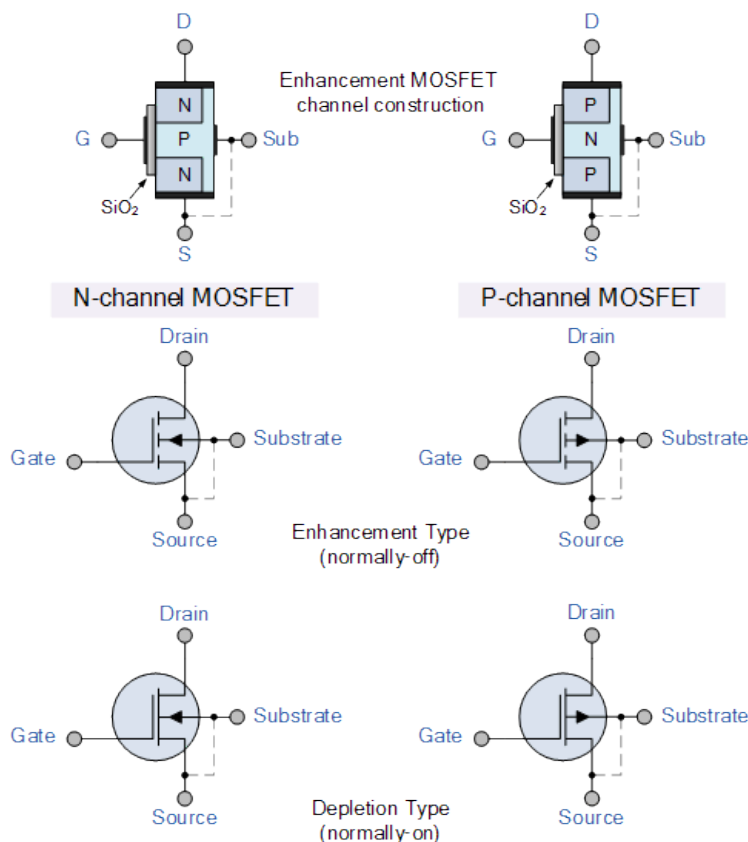 D
D
Enhancement MOSFET
channel construction
N
P
G
P
Sub
G
N
Sub
N
P
SiO₂
SiO₂
S
S
N-channel MOSFET
P-channel MOSFET
Drain
Drain
Substrate
Substrate
Gate
Gate
Source
Source
Enhancement Type
(normally-off)
Drain
Drain
Substrate
Substrate
Gate
Gate
Source
Source
Depletion Type
(normally-on)